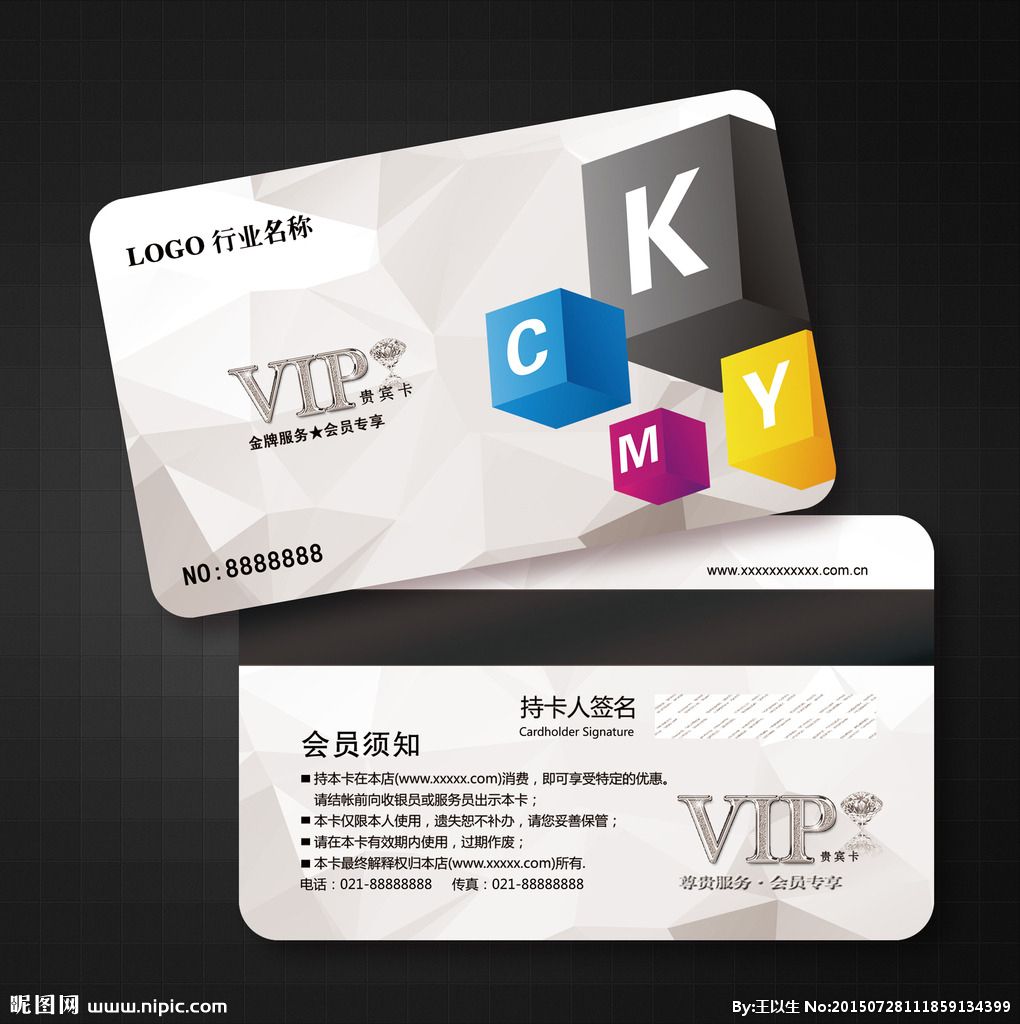 LOGO 行业名称
K
C
Y
M
VIP 贵宾卡
金牌服务★会员专享
NO:8888888
www.xxxxxxxxxxx.com.cn
持卡人签名
Cardholder Signature
会员须知
■ 持本卡在本店(www.xxxxx.com)消费，即可享受特定的优惠。
请结帐前向收银员或服务员出示本卡；
■ 本卡仅限本人使用，遗失恕不补办，请您妥善保管；
■ 请在本卡有效期内使用，过期作废；
■ 本卡最终解释权归本店(www.xxxxx.com)所有.
电话：021-88888888 传真：021-88888888
VIP 贵宾卡
尊贵服务·会员专享
昵图网 www.nipic.com
By:王以生 No:20150728111859134399